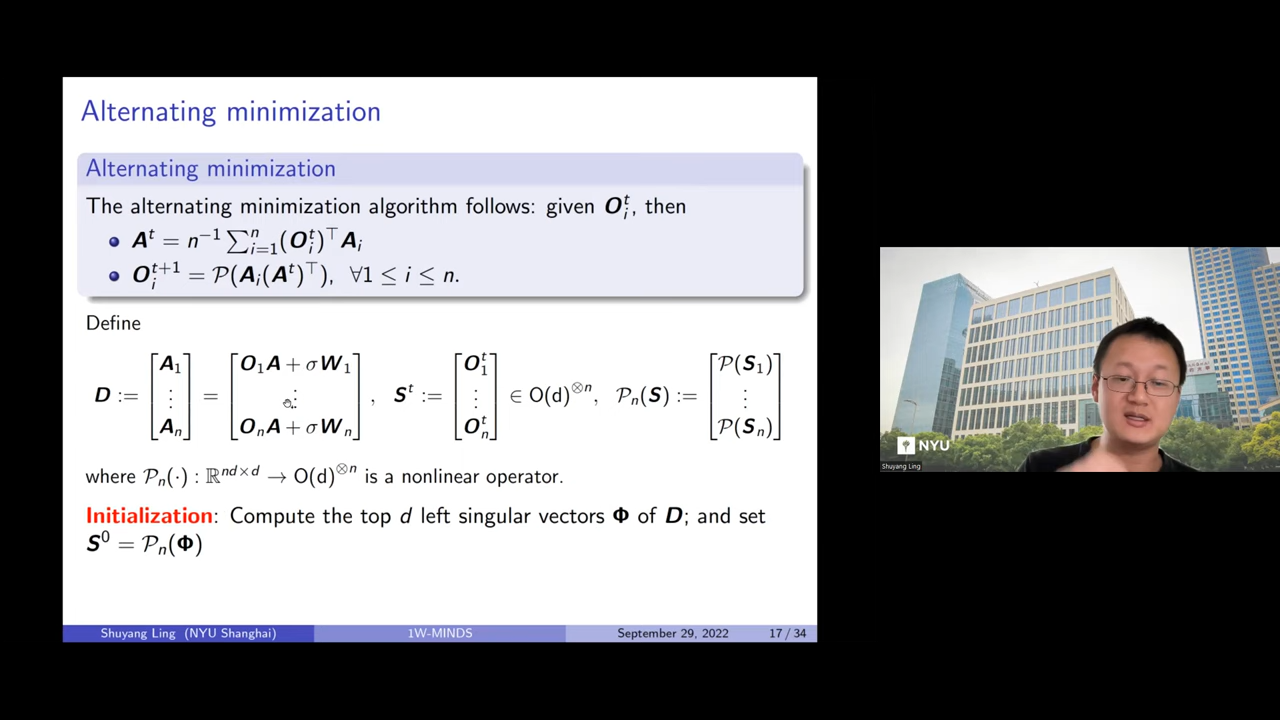 Alternating minimization
Alternating minimization
The alternating minimization algorithm follows: given O_i^t, then
• A^t = n^{-1} ∑_{i=1}^n (O_i^t)^⊤ A_i
• O_i^{t+1} = P(A_i(A^t)^⊤), ∀1 ≤ i ≤ n.
Define
D := [A_1 ⋮ A_n] = [O_1A + σW_1 ⋮ O_nA + σW_n], S^t := [O_1^t ⋮ O_n^t] ∈ O(d)^{⊗n}, P_n(S) := [P(S_1) ⋮ P(S_n)]
where P_n(·) : ℝ^{nd×d} → O(d)^{⊗n} is a nonlinear operator.
Initialization: Compute the top d left singular vectors Φ of D; and set
S^0 = P_n(Φ)
Shuyang Ling (NYU Shanghai) 1W-MINDS September 29, 2022 17 / 34
NYU
Shuyang Ling